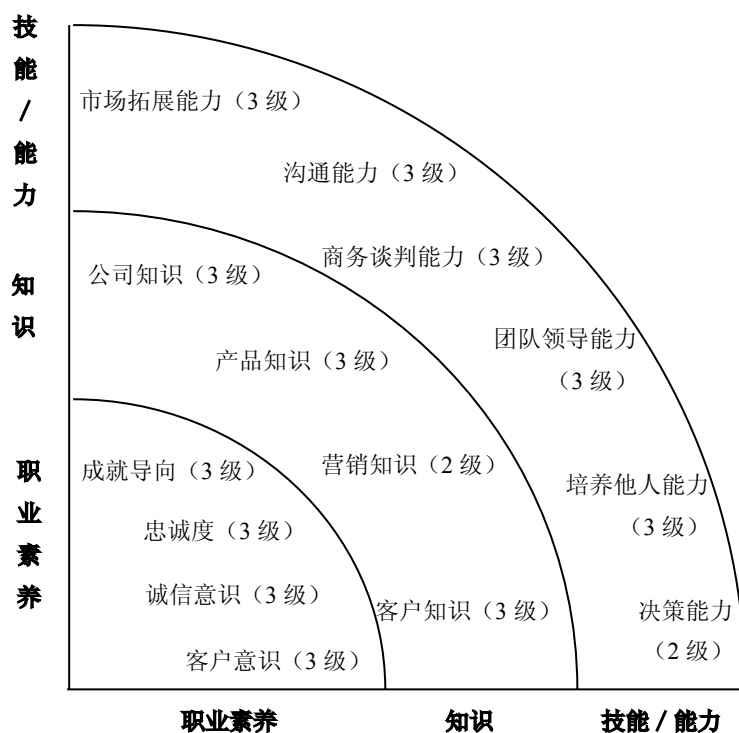 技能/能力
市场拓展能力（3 级）
沟通能力（3 级）
商务谈判能力（3 级）
团队领导能力
（3 级）
培养他人能力
（3 级）
决策能力
（2 级）
知识
公司知识（3 级）
产品知识（3 级）
营销知识（2 级）
客户知识（3 级）
职业素养
成就导向（3 级）
忠诚度（3 级）
诚信意识（3 级）
客户意识（3 级）
职业素养
知识
技能/能力